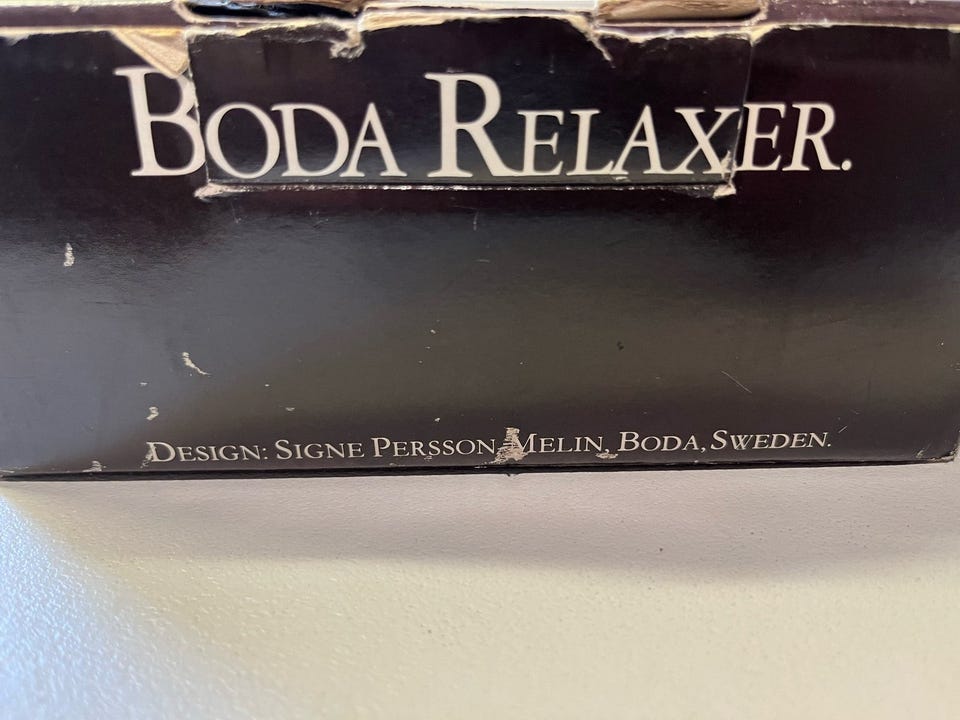 BODA RELAXER.
DESIGN: SIGNE PERSSON MELIN, BODA, SWEDEN.